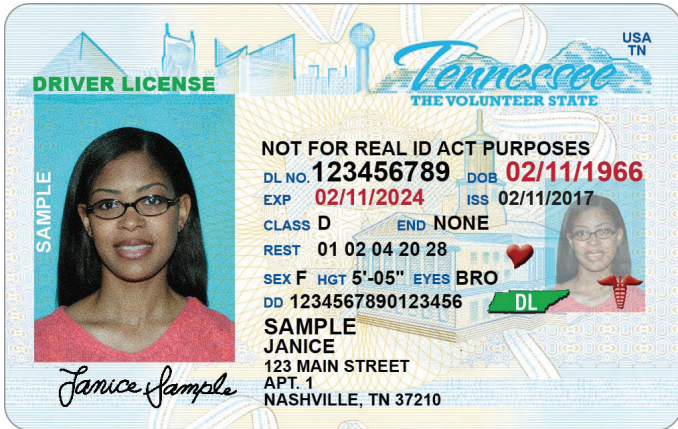 USA
TN
Tennessee
THE VOLUNTEER STATE
DRIVER LICENSE
SAMPLE
NOT FOR REAL ID ACT PURPOSES
DL NO. 123456789 DOB 02/11/1966
EXP 02/11/2024 ISS 02/11/2017
CLASS D END NONE
REST 01 02 04 20 28
SEX F HGT 5'-05" EYES BRO
DD 1234567890123456
DL
SAMPLE
JANICE
123 MAIN STREET
APT. 1
NASHVILLE, TN 37210
Janice Sample